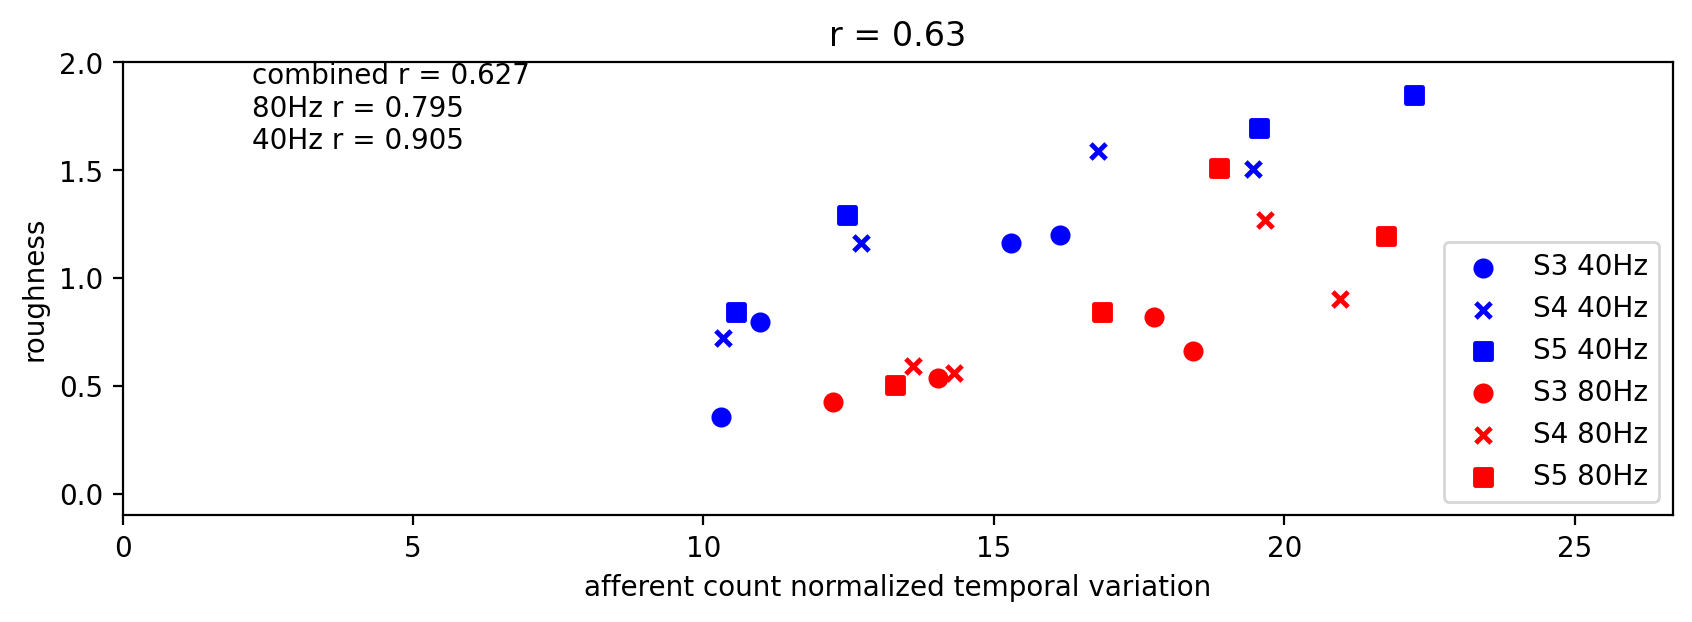 r = 0.63
combined r = 0.627
80Hz r = 0.795
40Hz r = 0.905
2.0
1.5
1.0
0.5
0.0
roughness
S3 40Hz
S4 40Hz
S5 40Hz
S3 80Hz
S4 80Hz
S5 80Hz
0 5 10 15 20 25
afferent count normalized temporal variation